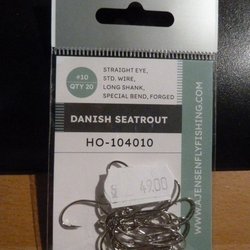 #10
QTY 20
STRAIGHT EYE,
STD. WIRE,
LONG SHANK,
SPECIAL BEND, FORGED
DANISH SEATROUT
HO-104010
49.00
WWW.AJENSENFLYFISHING.COM